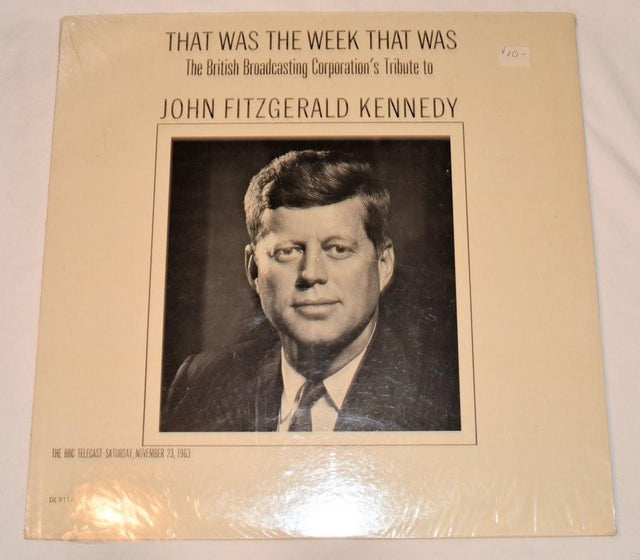 THAT WAS THE WEEK THAT WAS
$10-
The British Broadcasting Corporation's Tribute to
JOHN FITZGERALD KENNEDY
THE BBC TELECAST-SATURDAY, NOVEMBER 23, 1963